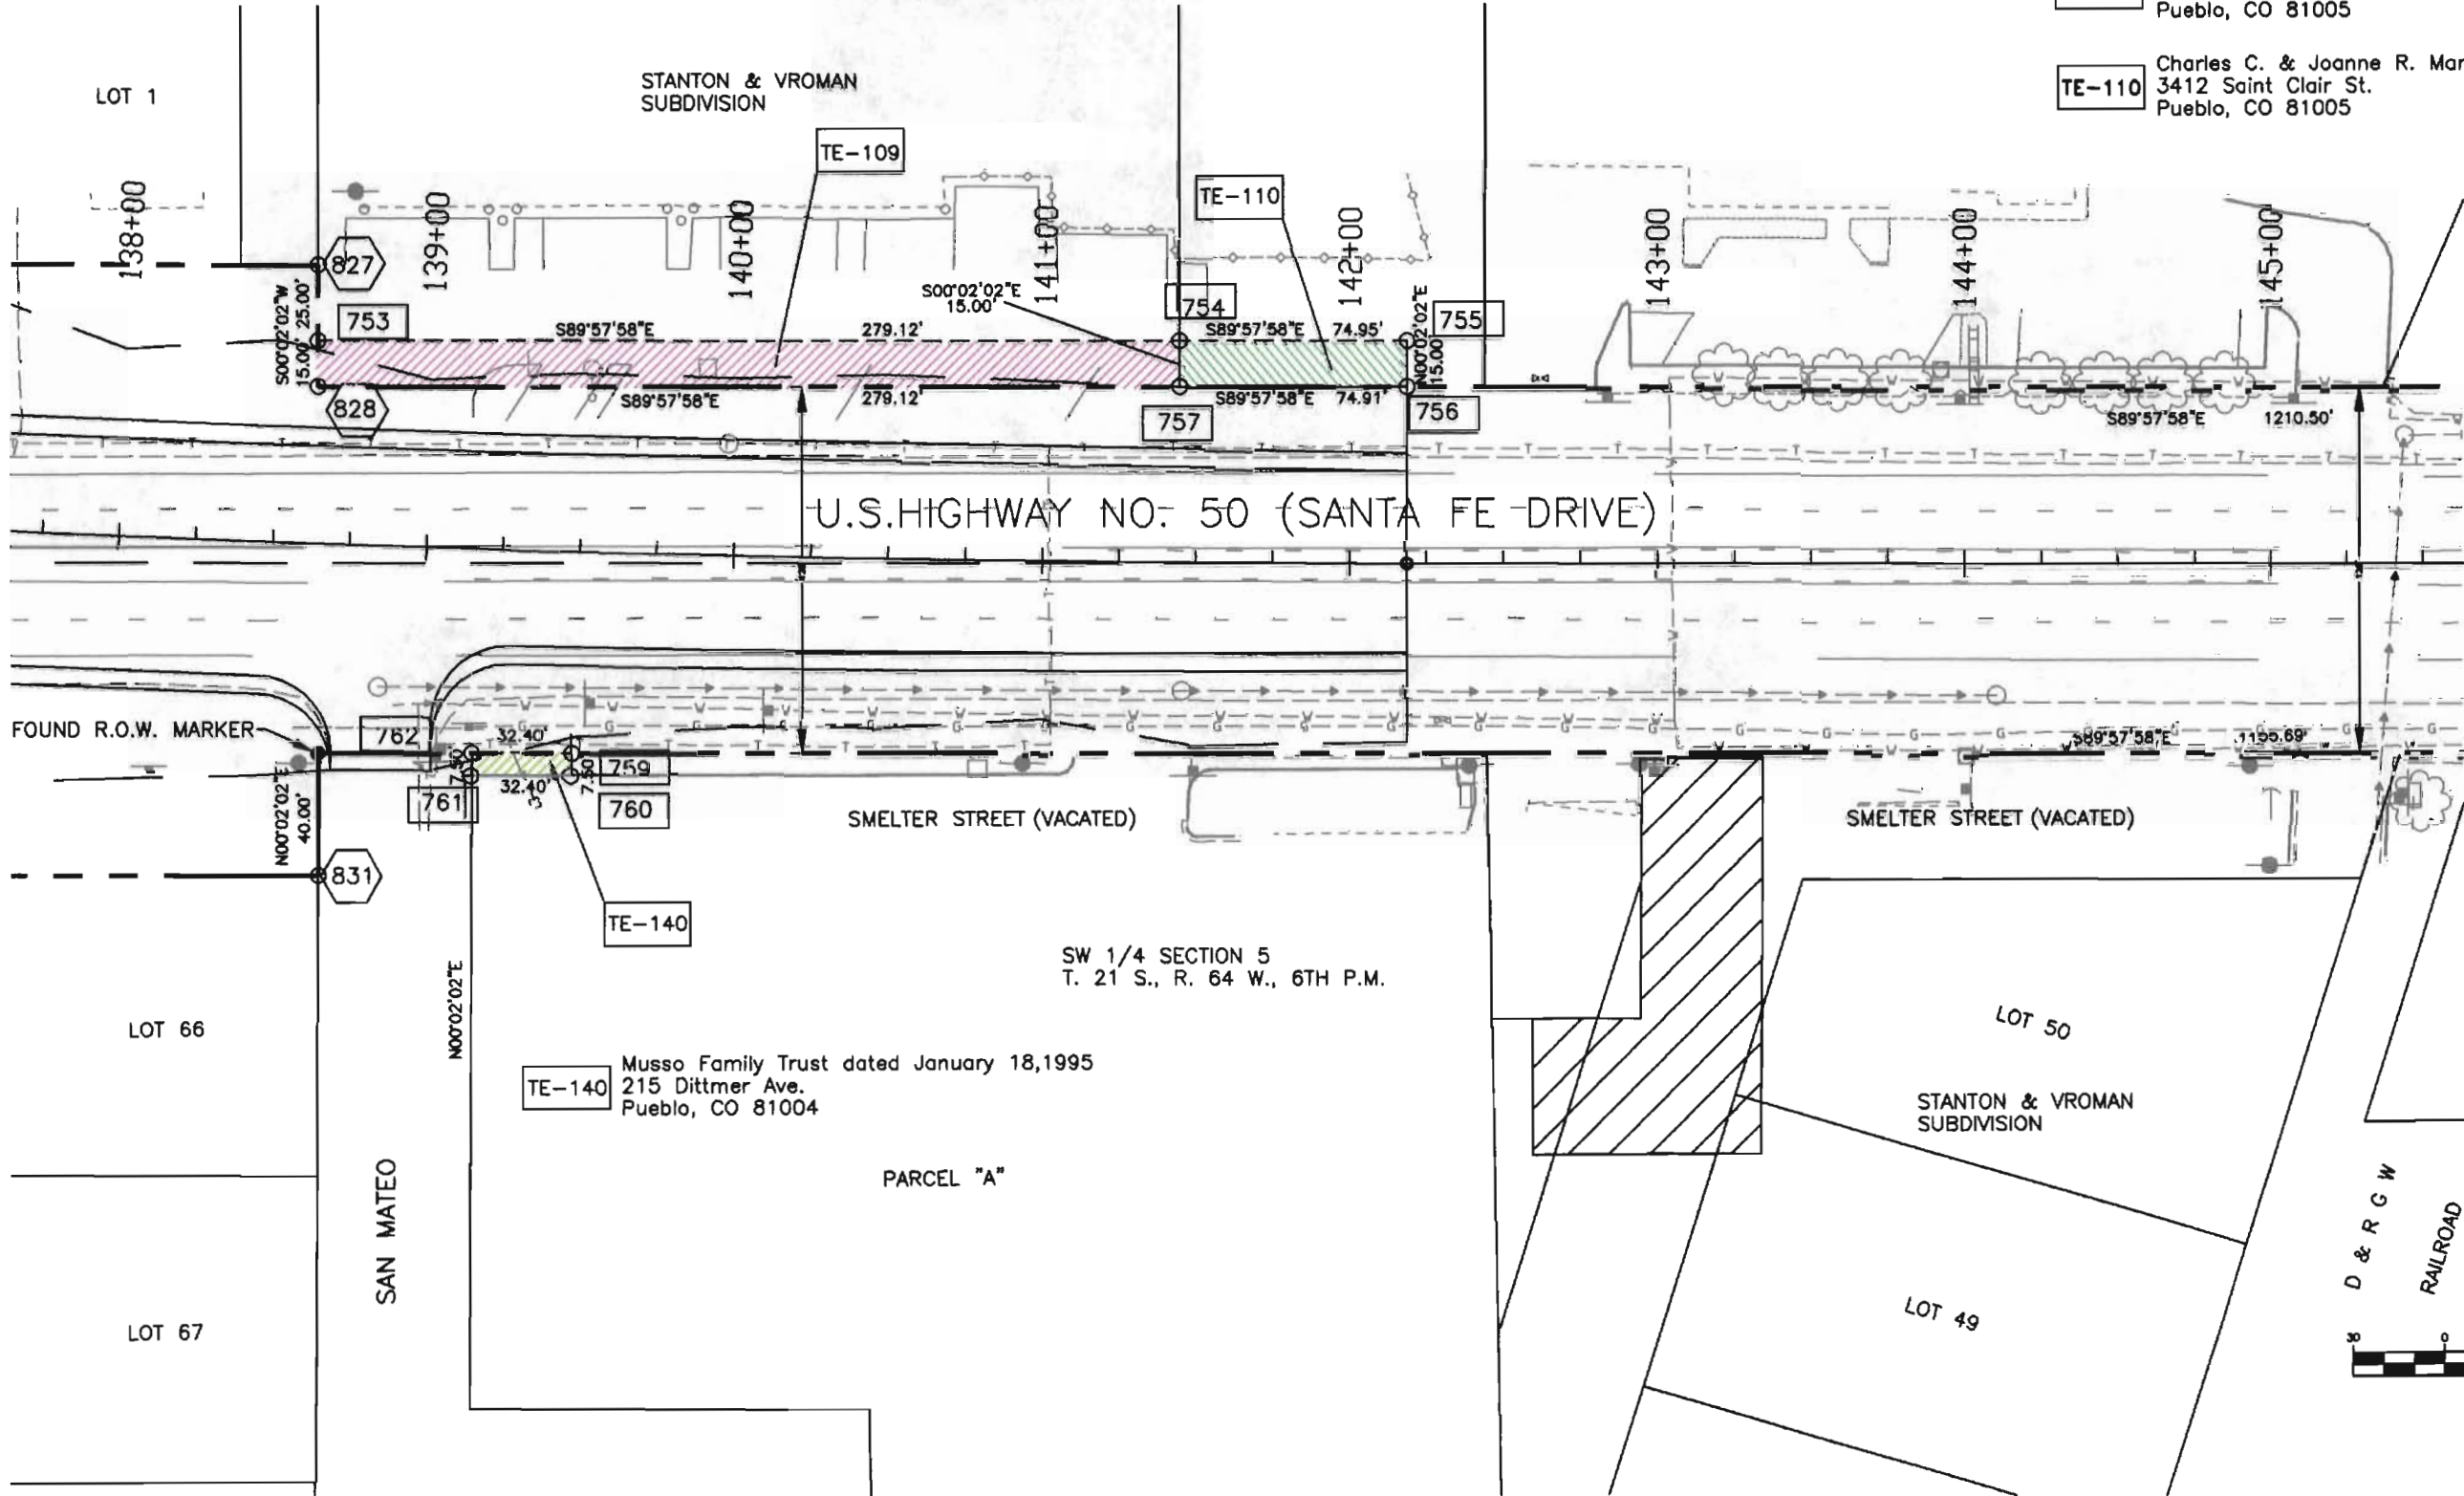 Pueblo, CO 81005
TE-110
Charles C. & Joanne R. Mar
3412 Saint Clair St.
Pueblo, CO 81005
LOT 1
STANTON & VROMAN
SUBDIVISION
TE-109
TE-110
138+00
139+00
140+00
141+00
142+00
143+00
144+00
145+00
827
753
S00°02'02"W
15.00' 25.00'
S89°57'58"E 279.12'
S00°02'02"E
15.00'
754
S89°57'58"E 74.95'
755
N00°02'02"E
15.00'
828
S89°57'58"E 279.12'
757
S89°57'58"E 74.91'
756
S89°57'58"E 1210.50'
U.S.HIGHWAY NO. 50 (SANTA FE DRIVE)
FOUND R.O.W. MARKER
762
32.40'
7.50'
7.50'
759
761
32.40'
760
S89°57'58"E 1155.69'
N00°02'02"E
40.00'
SMELTER STREET (VACATED)
SMELTER STREET (VACATED)
831
TE-140
SW 1/4 SECTION 5
T. 21 S., R. 64 W., 6TH P.M.
N00°02'02"E
LOT 66
LOT 50
TE-140
Musso Family Trust dated January 18,1995
215 Dittmer Ave.
Pueblo, CO 81004
STANTON & VROMAN
SUBDIVISION
PARCEL "A"
SAN MATEO
D & R G W
RAILROAD
LOT 67
LOT 49
30 0